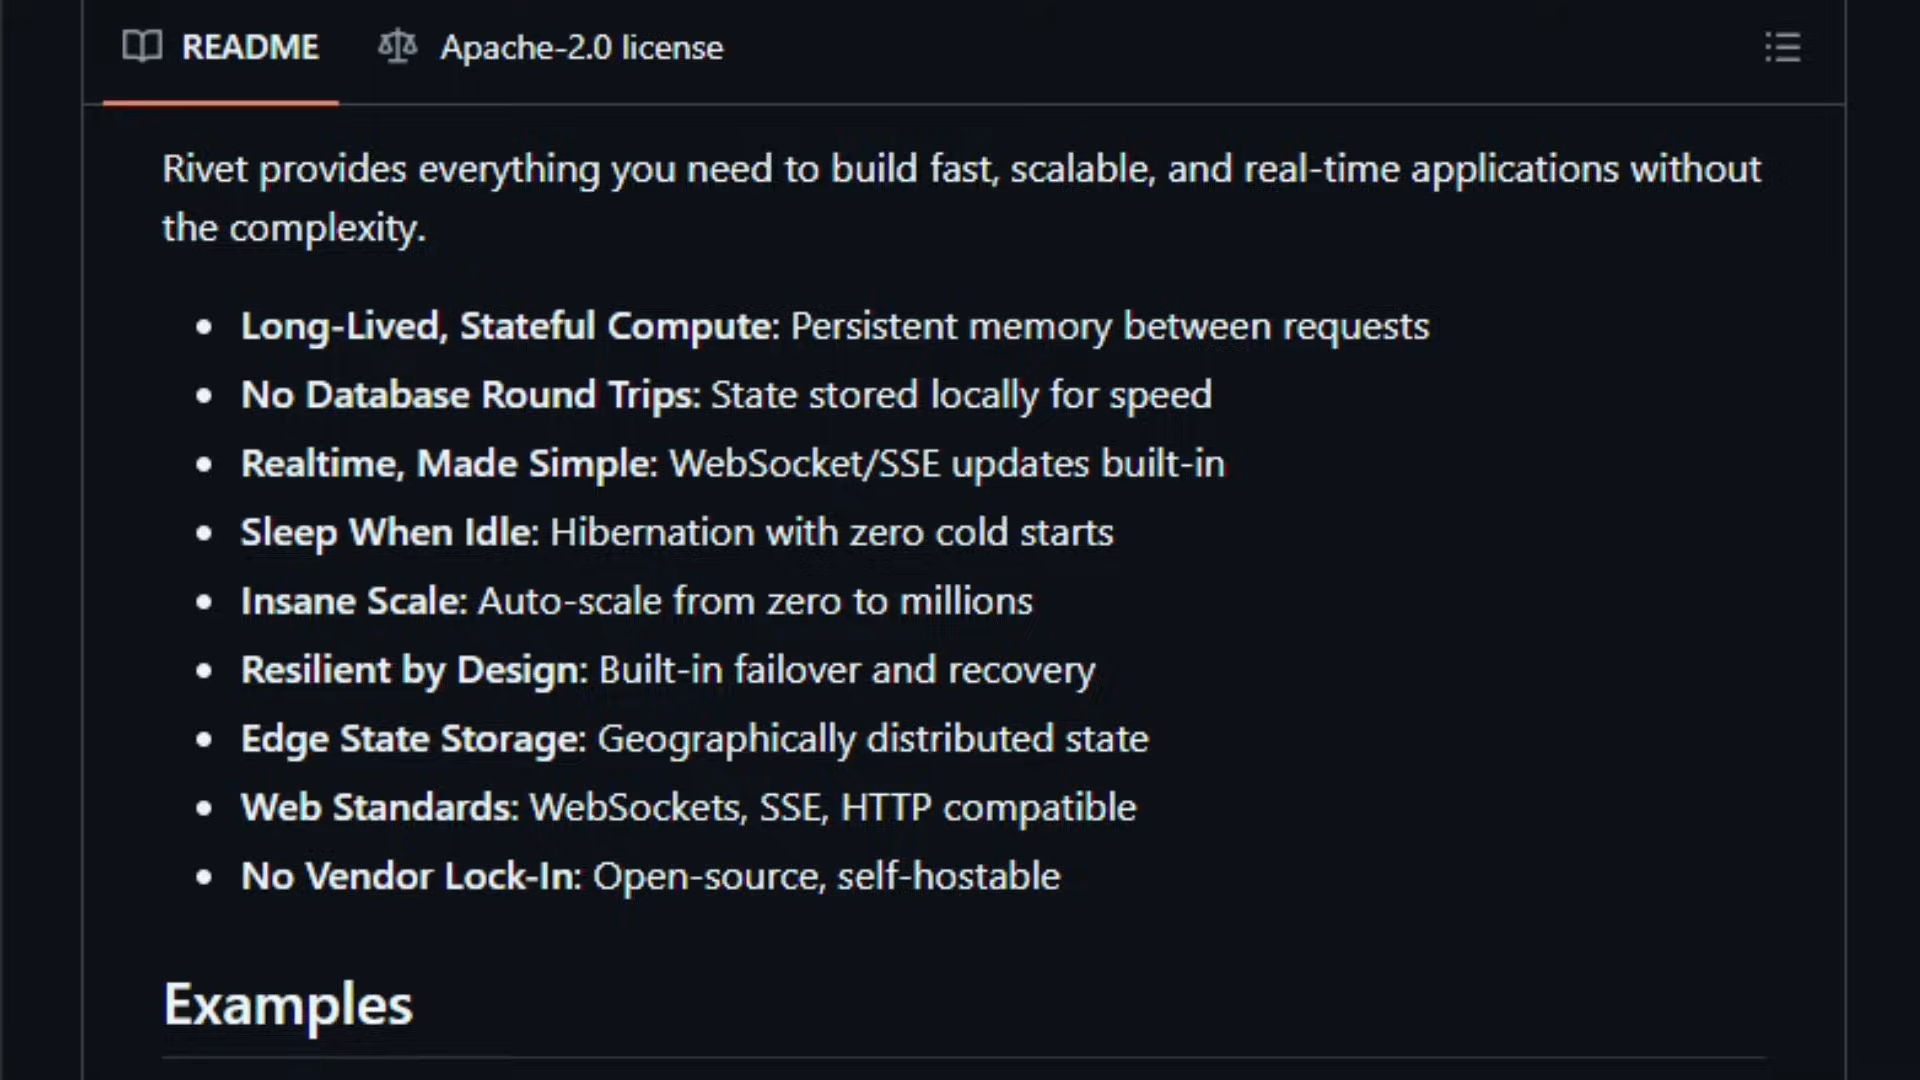 README
Apache-2.0 license
Rivet provides everything you need to build fast, scalable, and real-time applications without
the complexity.
Long-Lived, Stateful Compute: Persistent memory between requests
No Database Round Trips: State stored locally for speed
Realtime, Made Simple: WebSocket/SSE updates built-in
Sleep When Idle: Hibernation with zero cold starts
Insane Scale: Auto-scale from zero to millions
Resilient by Design: Built-in failover and recovery
Edge State Storage: Geographically distributed state
Web Standards: WebSockets, SSE, HTTP compatible
No Vendor Lock-In: Open-source, self-hostable
Examples